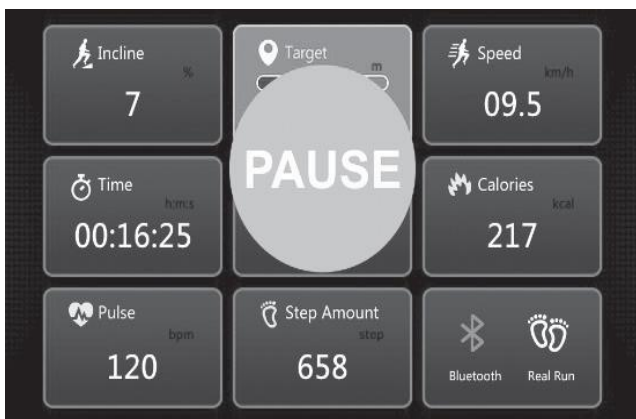 Incline
%
7
Target
m
Speed
km/h
09.5
Time
h:m:s
00:16:25
PAUSE
Calories
kcal
217
Pulse
bpm
120
Step Amount
step
658
Bluetooth
Real Run